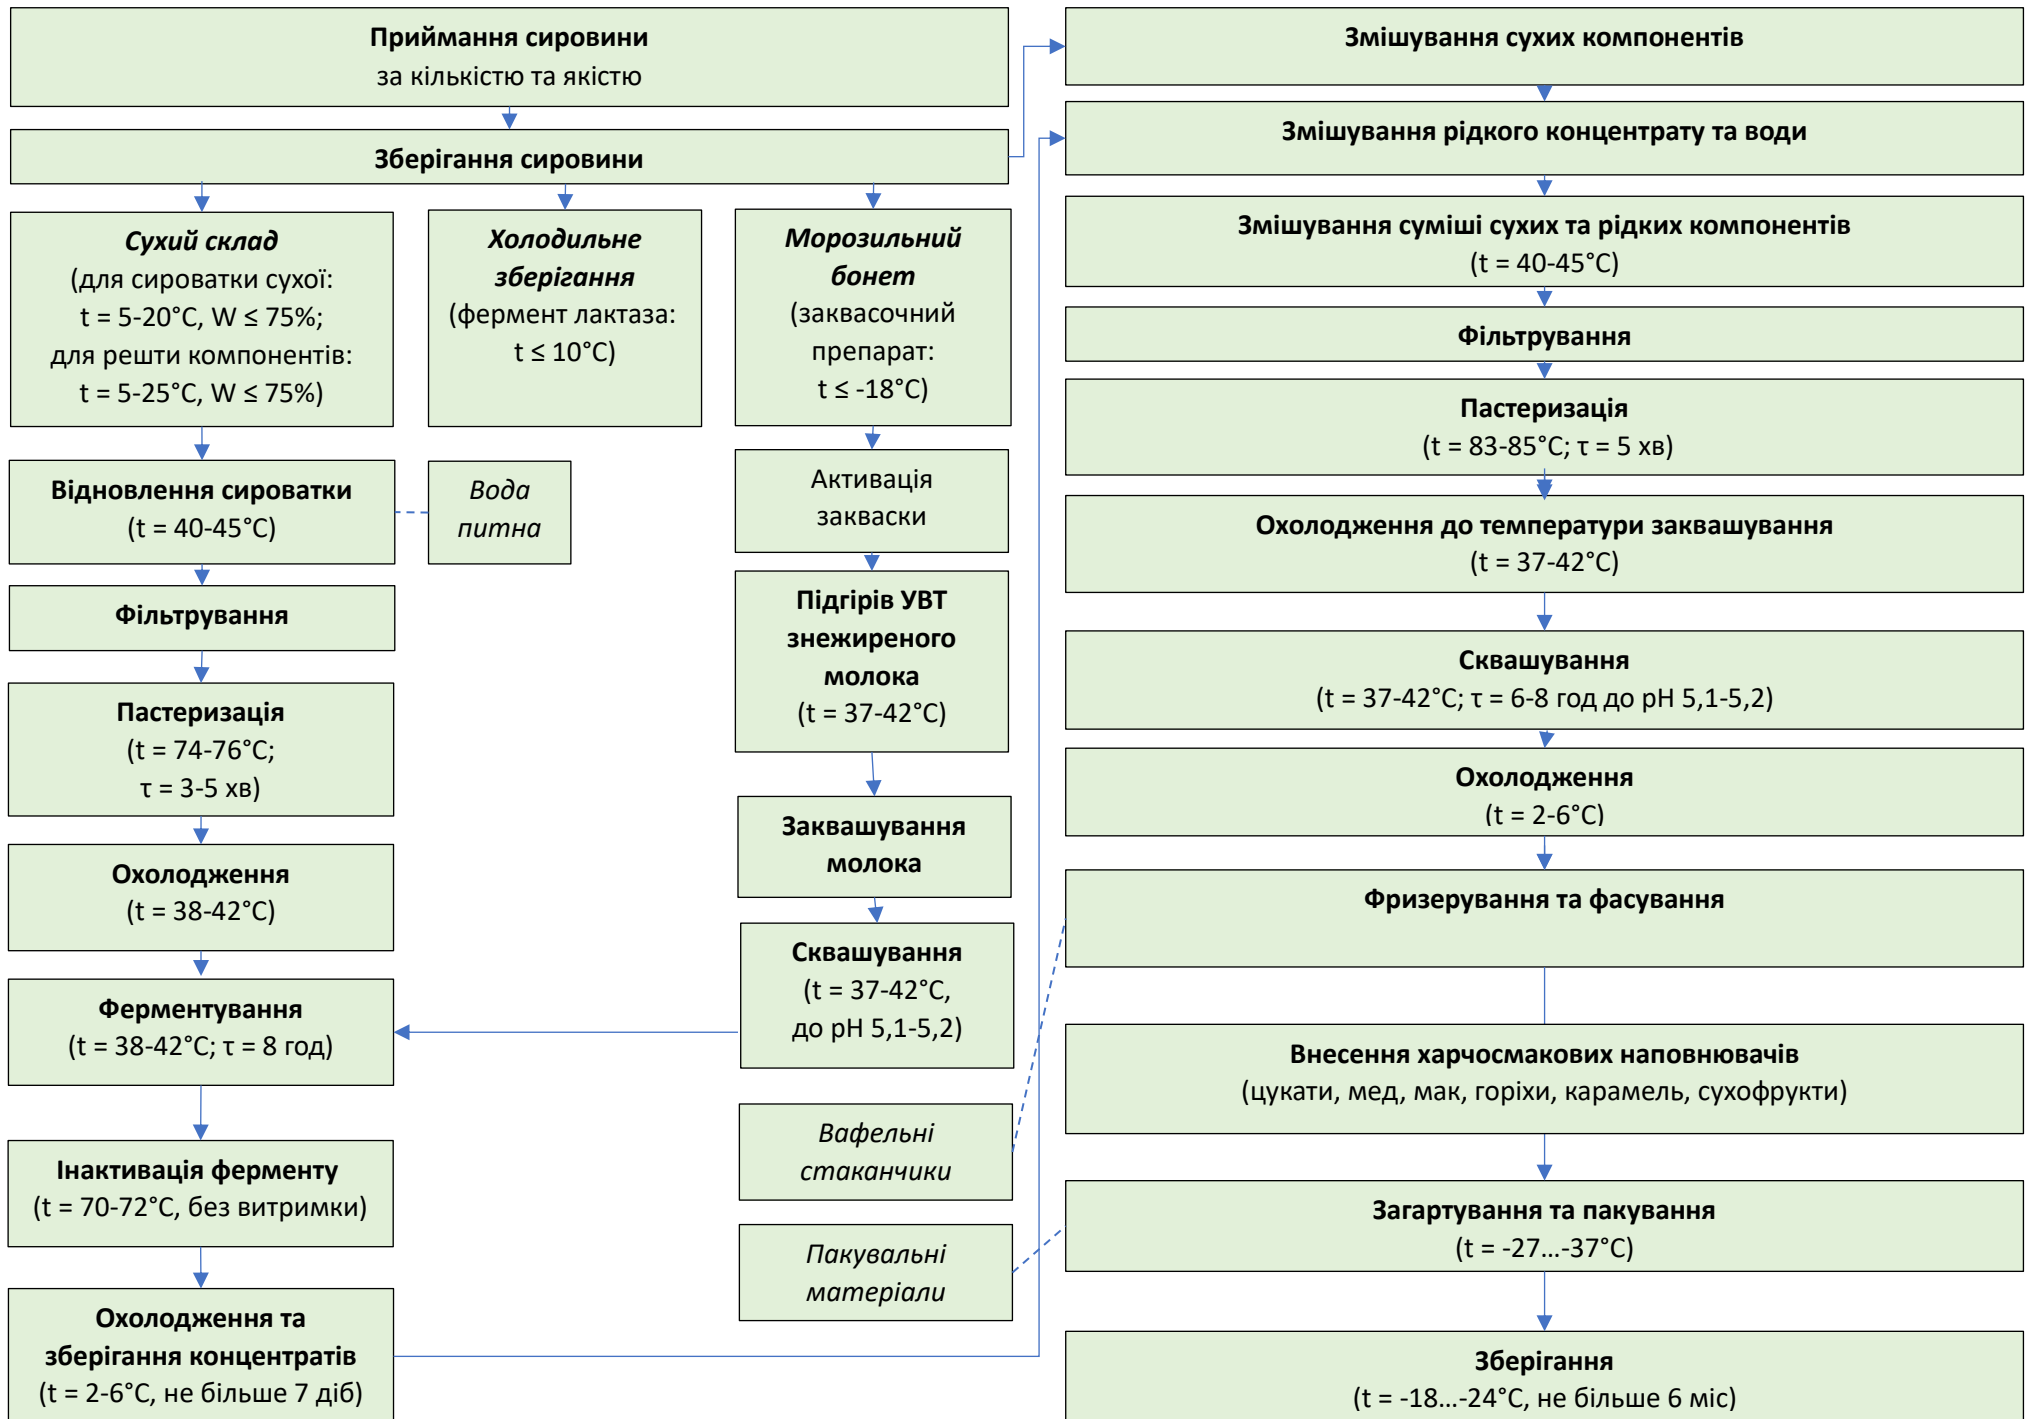 Приймання сировини
за кількістю та якістю
Зберігання сировини
Сухий склад
(для сироватки сухої:
t = 5-20°C, W ≤ 75%;
для решти компонентів:
t = 5-25°C, W ≤ 75%)
Холодильне
зберігання
(фермент лактаза:
t ≤ 10°C)
Морозильний
бонет
(заквасочний
препарат:
t ≤ -18°C)
Відновлення сироватки
(t = 40-45°C)
Вода
питна
Фільтрування
Пастеризація
(t = 74-76°C;
τ = 3-5 хв)
Охолодження
(t = 38-42°C)
Ферментування
(t = 38-42°C; τ = 8 год)
Інактивація ферменту
(t = 70-72°C, без витримки)
Охолодження та
зберігання концентратів
(t = 2-6°C, не більше 7 діб)
Активація
закваски
Підгірів УВТ
знежиреного
молока
(t = 37-42°C)
Заквашування
молока
Сквашування
(t = 37-42°C,
до pH 5,1-5,2)
Вафельні
стаканчики
Пакувальні
матеріали
Змішування сухих компонентів
Змішування рідкого концентрату та води
Змішування суміші сухих та рідких компонентів
(t = 40-45°C)
Фільтрування
Пастеризація
(t = 83-85°C; τ = 5 хв)
Охолодження до температури заквашування
(t = 37-42°C)
Сквашування
(t = 37-42°C; τ = 6-8 год до pH 5,1-5,2)
Охолодження
(t = 2-6°C)
Фризерування та фасування
Внесення харчосмакових наповнювачів
(цукати, мед, мак, горіхи, карамель, сухофрукти)
Загартування та пакування
(t = -27…-37°C)
Зберігання
(t = -18…-24°C, не більше 6 міс)